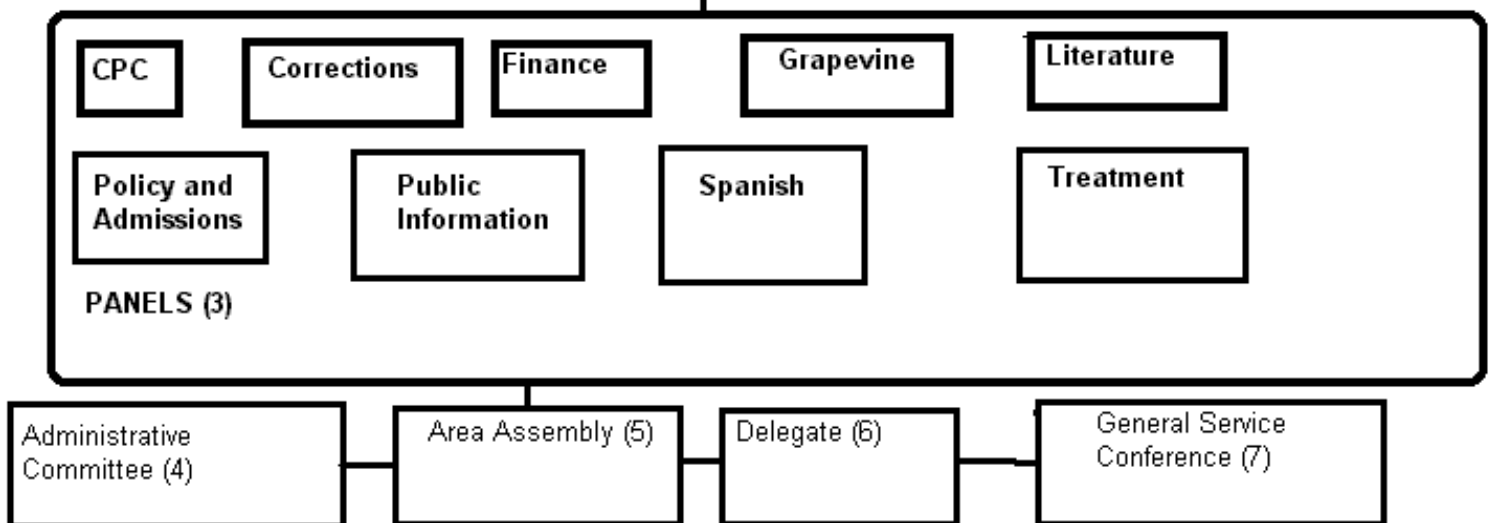 CPC
Corrections
Finance
Grapevine
Literature
Policy and
Admissions
Public
Information
Spanish
Treatment
PANELS (3)
Administrative
Committee (4)
Area Assembly (5)
Delegate (6)
General Service
Conference (7)